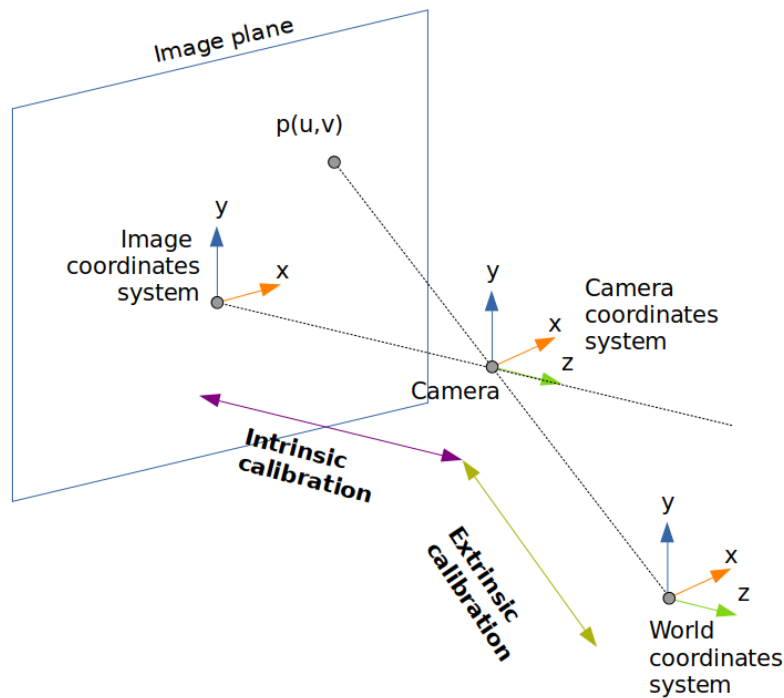 Image plane
p(u,v)
y
Image
coordinates
system
x
y
x
z
Camera
coordinates
system
Camera
Intrinsic
calibration
Extrinsic
calibration
y
x
z
World
coordinates
system